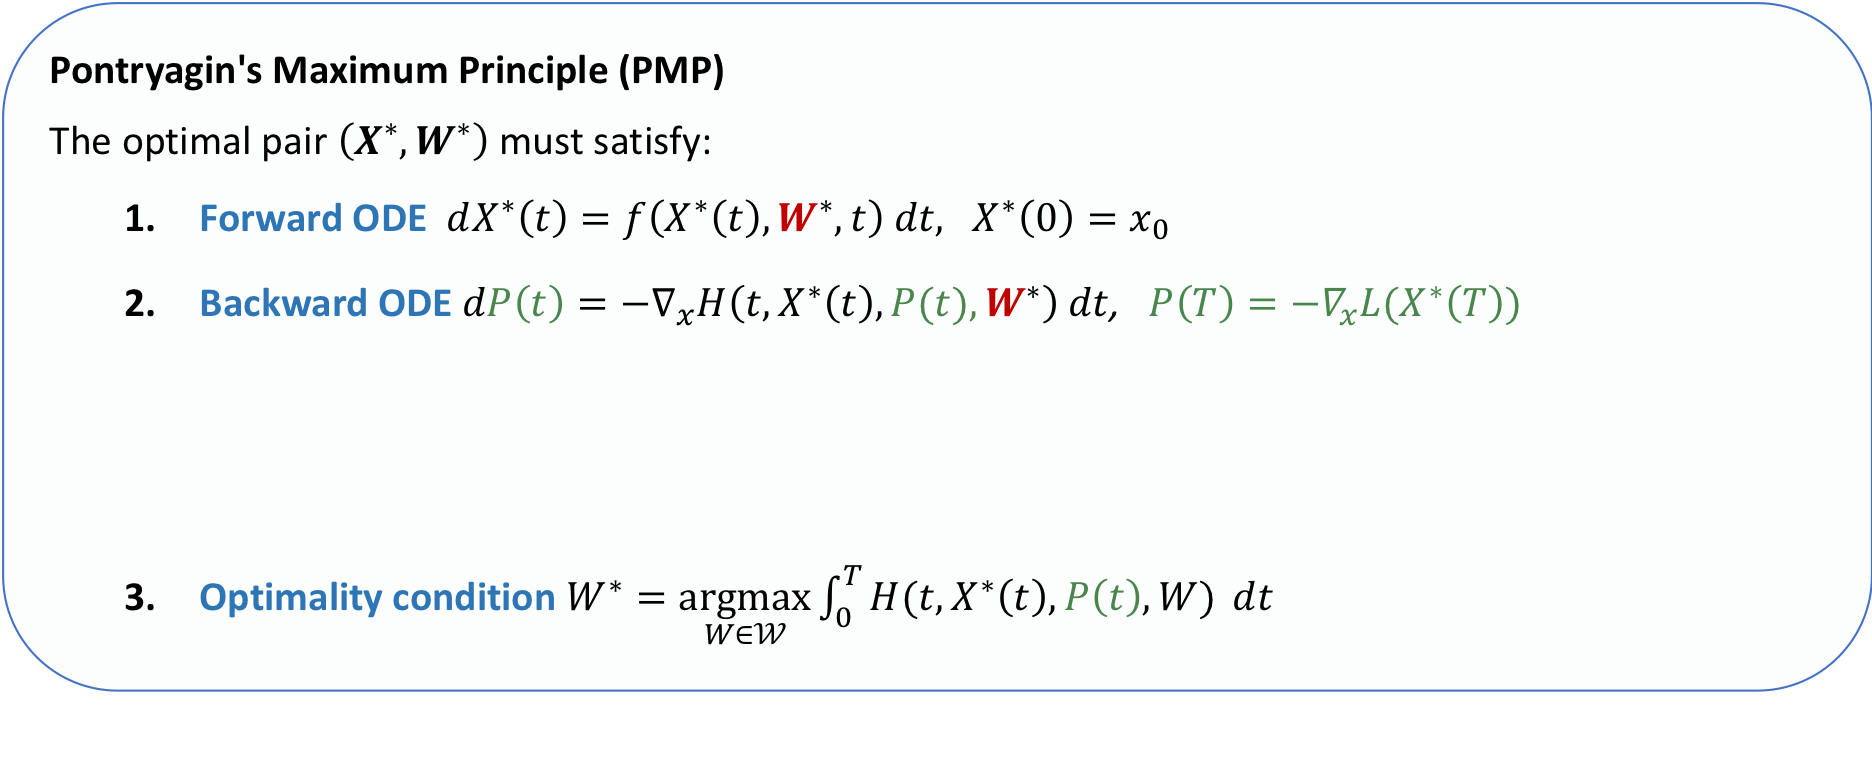 Pontryagin's Maximum Principle (PMP)
The optimal pair (X*, W*) must satisfy:
1. Forward ODE dX*(t) = f(X*(t), W*, t) dt, X*(0) = x₀
2. Backward ODE dP(t) = −∇ₓH(t, X*(t), P(t), W*) dt, P(T) = −∇ₓL(X*(T))
3. Optimality condition W* = argmax_{W∈𝒲} ∫₀ᵀ H(t, X*(t), P(t), W) dt